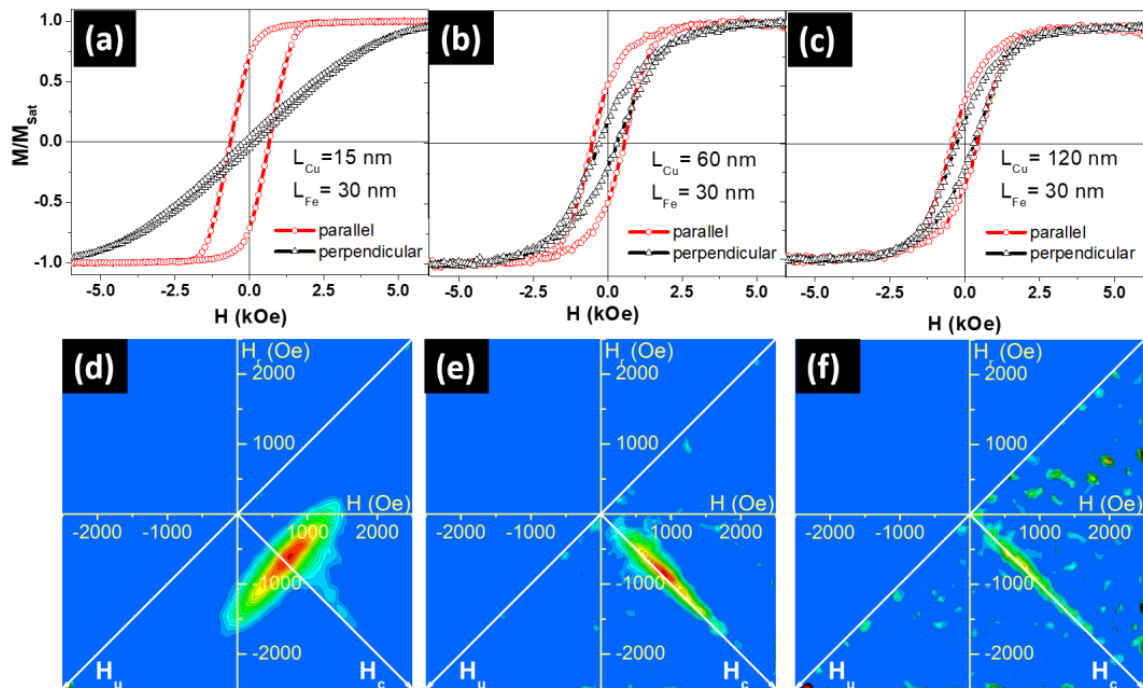 (a)
(b)
(c)
M/M_sat
1.0
0.5
0.0
-0.5
-1.0
L_Cu =15 nm
L_Fe = 30 nm
parallel
perpendicular
-5.0 -2.5 0.0 2.5 5.0
H (kOe)
L_Cu = 60 nm
L_Fe = 30 nm
parallel
perpendicular
-5.0 -2.5 0.0 2.5 5.0
H (kOe)
L_Cu = 120 nm
L_Fe = 30 nm
parallel
perpendicular
-5.0 -2.5 0.0 2.5 5.0
H (kOe)
(d)
H_r (Oe)
2000
1000
H (Oe)
-2000 -1000 1000 2000
-1000
-2000
H_u
H_c
(e)
H_r (Oe)
2000
1000
H (Oe)
-2000 -1000 1000 2000
-1000
-2000
H_u
H_c
(f)
H_r (Oe)
2000
1000
H (Oe)
-2000 -1000 1000 2000
-1000
-2000
H_u
H_c